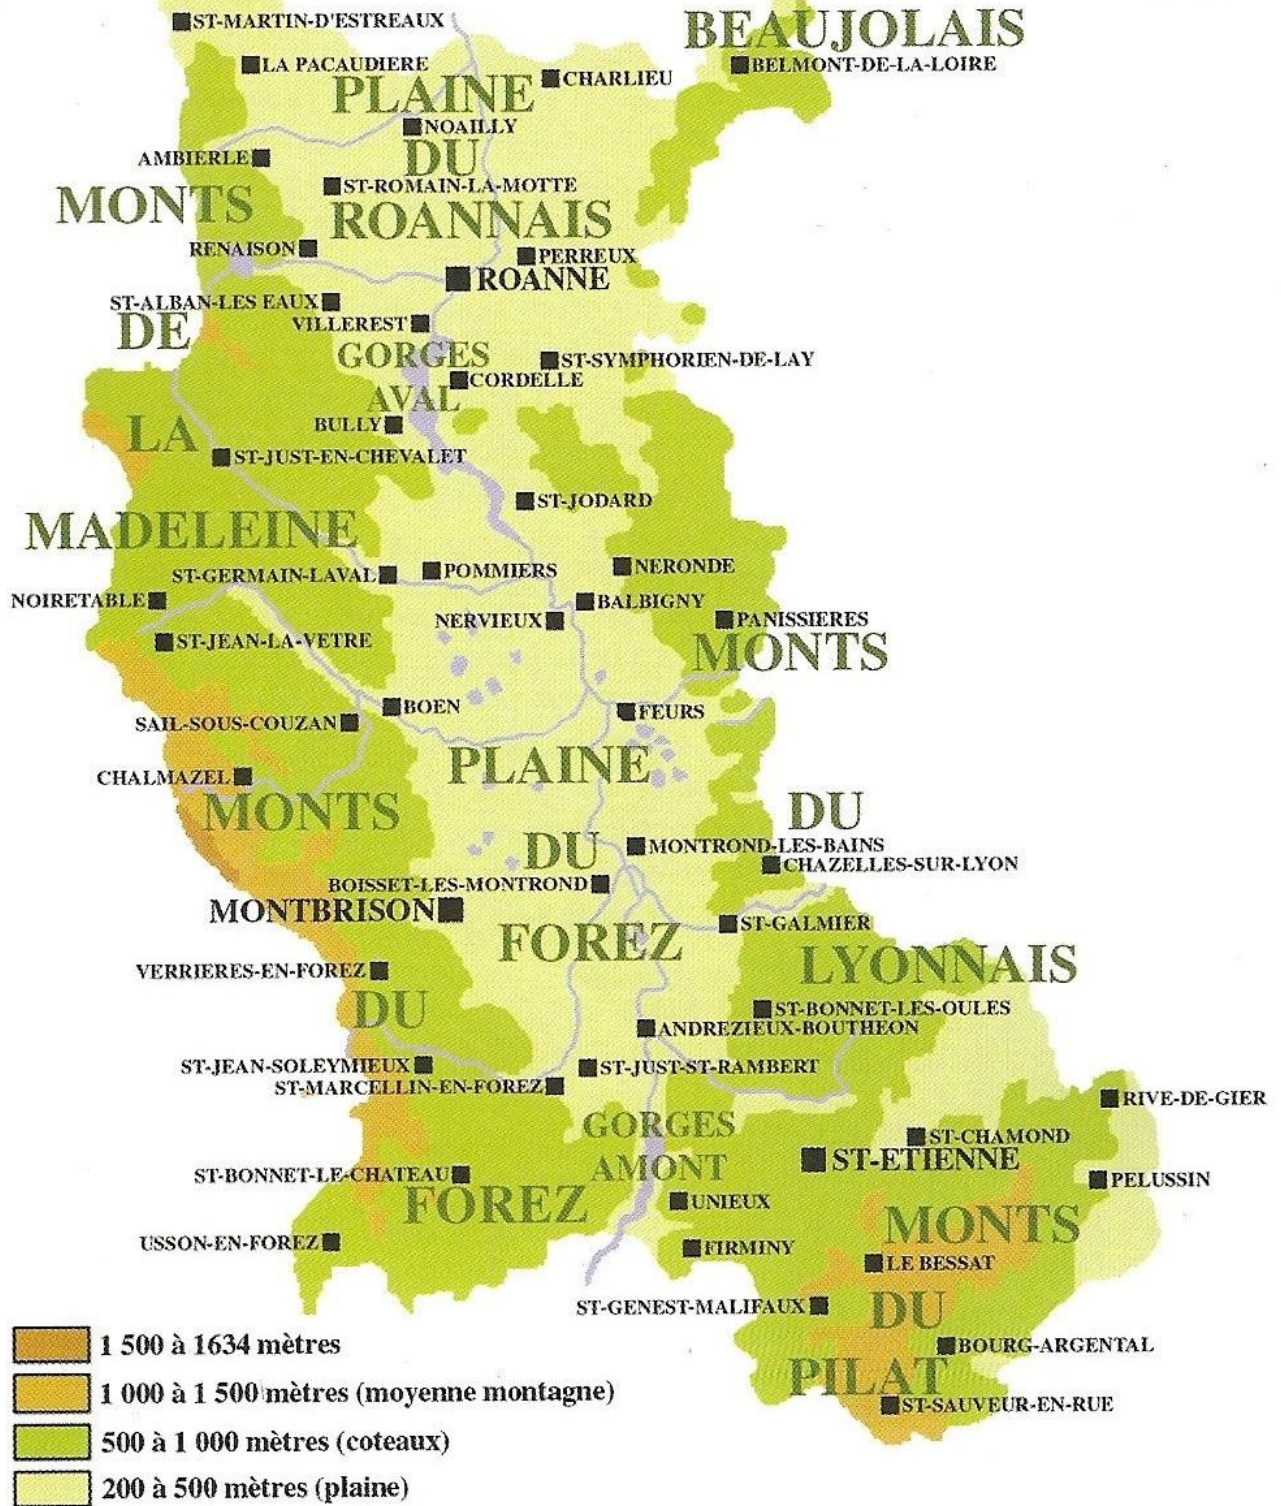 ST-MARTIN-D'ESTREAUX
BEAUJOLAIS
LA PACAUDIERE
BELMONT-DE-LA-LOIRE
CHARLIEU
PLAINE
NOAILLY
DU
AMBIERLE
ST-ROMAIN-LA-MOTTE
MONTS
ROANNAIS
RENAISON
PERREUX
ROANNE
ST-ALBAN-LES EAUX
VILLEREST
DE
GORGES
ST-SYMPHORIEN-DE-LAY
CORDELLE
AVAL
BULLY
LA
ST-JUST-EN-CHEVALET
ST-JODARD
MADELEINE
NERONDE
ST-GERMAIN-LAVAL
POMMIERS
NOIRETABLE
BALBIGNY
NERVIEUX
PANISSIERES
ST-JEAN-LA-VETRE
MONTS
BOEN
FEURS
SAIL-SOUS-COUZAN
PLAINE
CHALMAZEL
MONTS
DU
MONTROND-LES-BAINS
DU
CHAZELLES-SUR-LYON
BOISSET-LES-MONTROND
MONTBRISON
ST-GALMIER
FOREZ
LYONNAIS
VERRIERES-EN-FOREZ
DU
ST-BONNET-LES-OULES
ANDREZIEUX-BOUTHEON
ST-JEAN-SOLEYMIEUX
ST-JUST-ST-RAMBERT
ST-MARCELLIN-EN-FOREZ
RIVE-DE-GIER
GORGES
ST-CHAMOND
ST-ETIENNE
AMONT
ST-BONNET-LE-CHATEAU
PELUSSIN
FOREZ
UNIEUX
MONTS
USSON-EN-FOREZ
FIRMINY
LE BESSAT
ST-GENEST-MALIFAUX
DU
BOURG-ARGENTAL
PILAT
ST-SAUVEUR-EN-RUE
1 500 à 1634 mètres
1 000 à 1 500 mètres (moyenne montagne)
500 à 1 000 mètres (coteaux)
200 à 500 mètres (plaine)